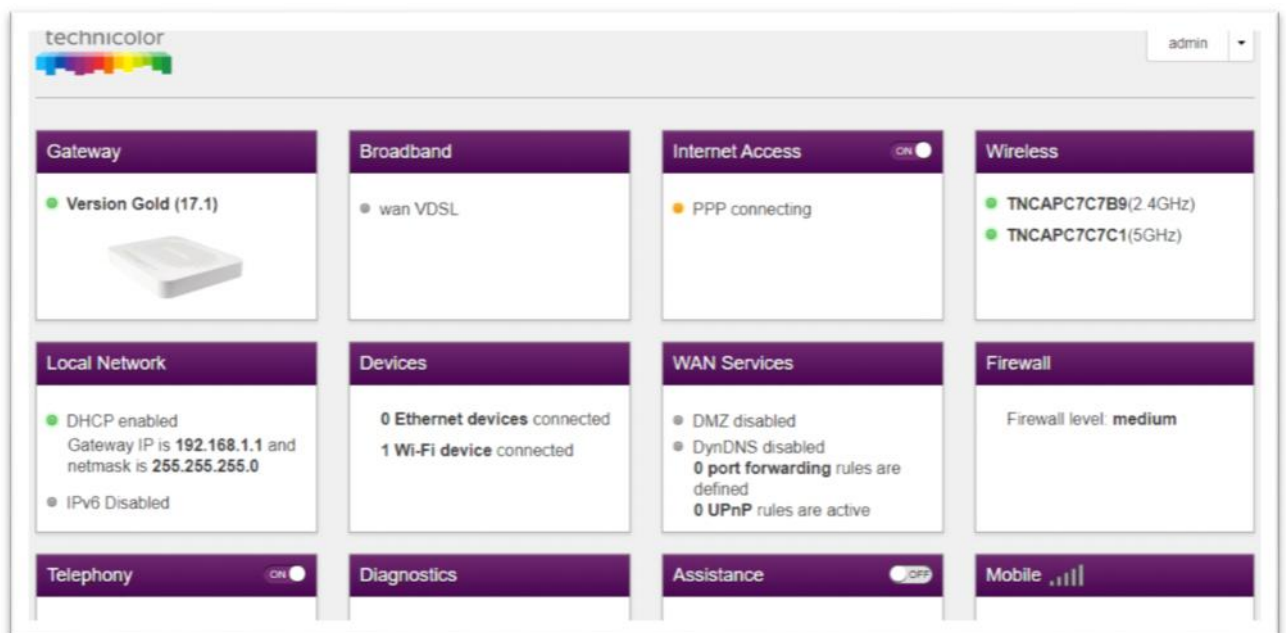 technicolor
admin
Gateway
Version Gold (17.1)
Broadband
wan VDSL
Internet Access ON
PPP connecting
Wireless
TNCAPC7C7B9(2.4GHz)
TNCAPC7C7C1(5GHz)
Local Network
DHCP enabled
Gateway IP is 192.168.1.1 and
netmask is 255.255.255.0
IPv6 Disabled
Devices
0 Ethernet devices connected
1 Wi-Fi device connected
WAN Services
DMZ disabled
DynDNS disabled
0 port forwarding rules are
defined
0 UPnP rules are active
Firewall
Firewall level: medium
Telephony ON
Diagnostics
Assistance OFF
Mobile